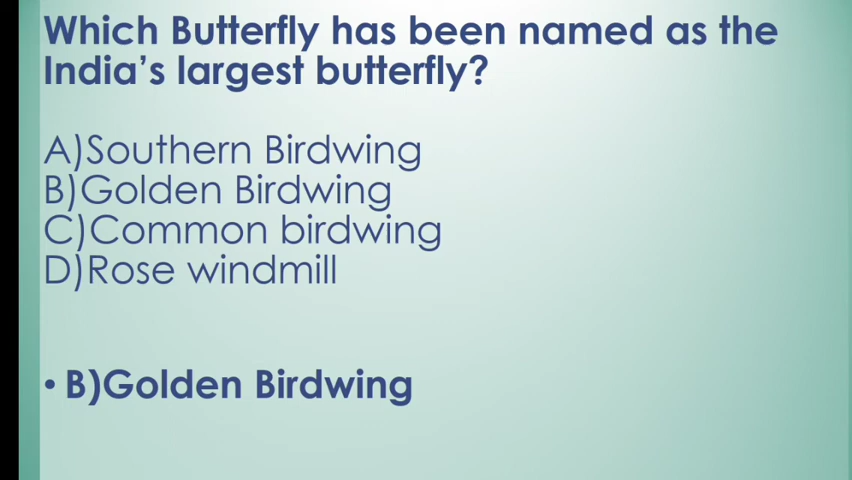 Which Butterfly has been named as the
India's largest butterfly?
A)Southern Birdwing
B)Golden Birdwing
C)Common birdwing
D)Rose windmill
• B)Golden Birdwing